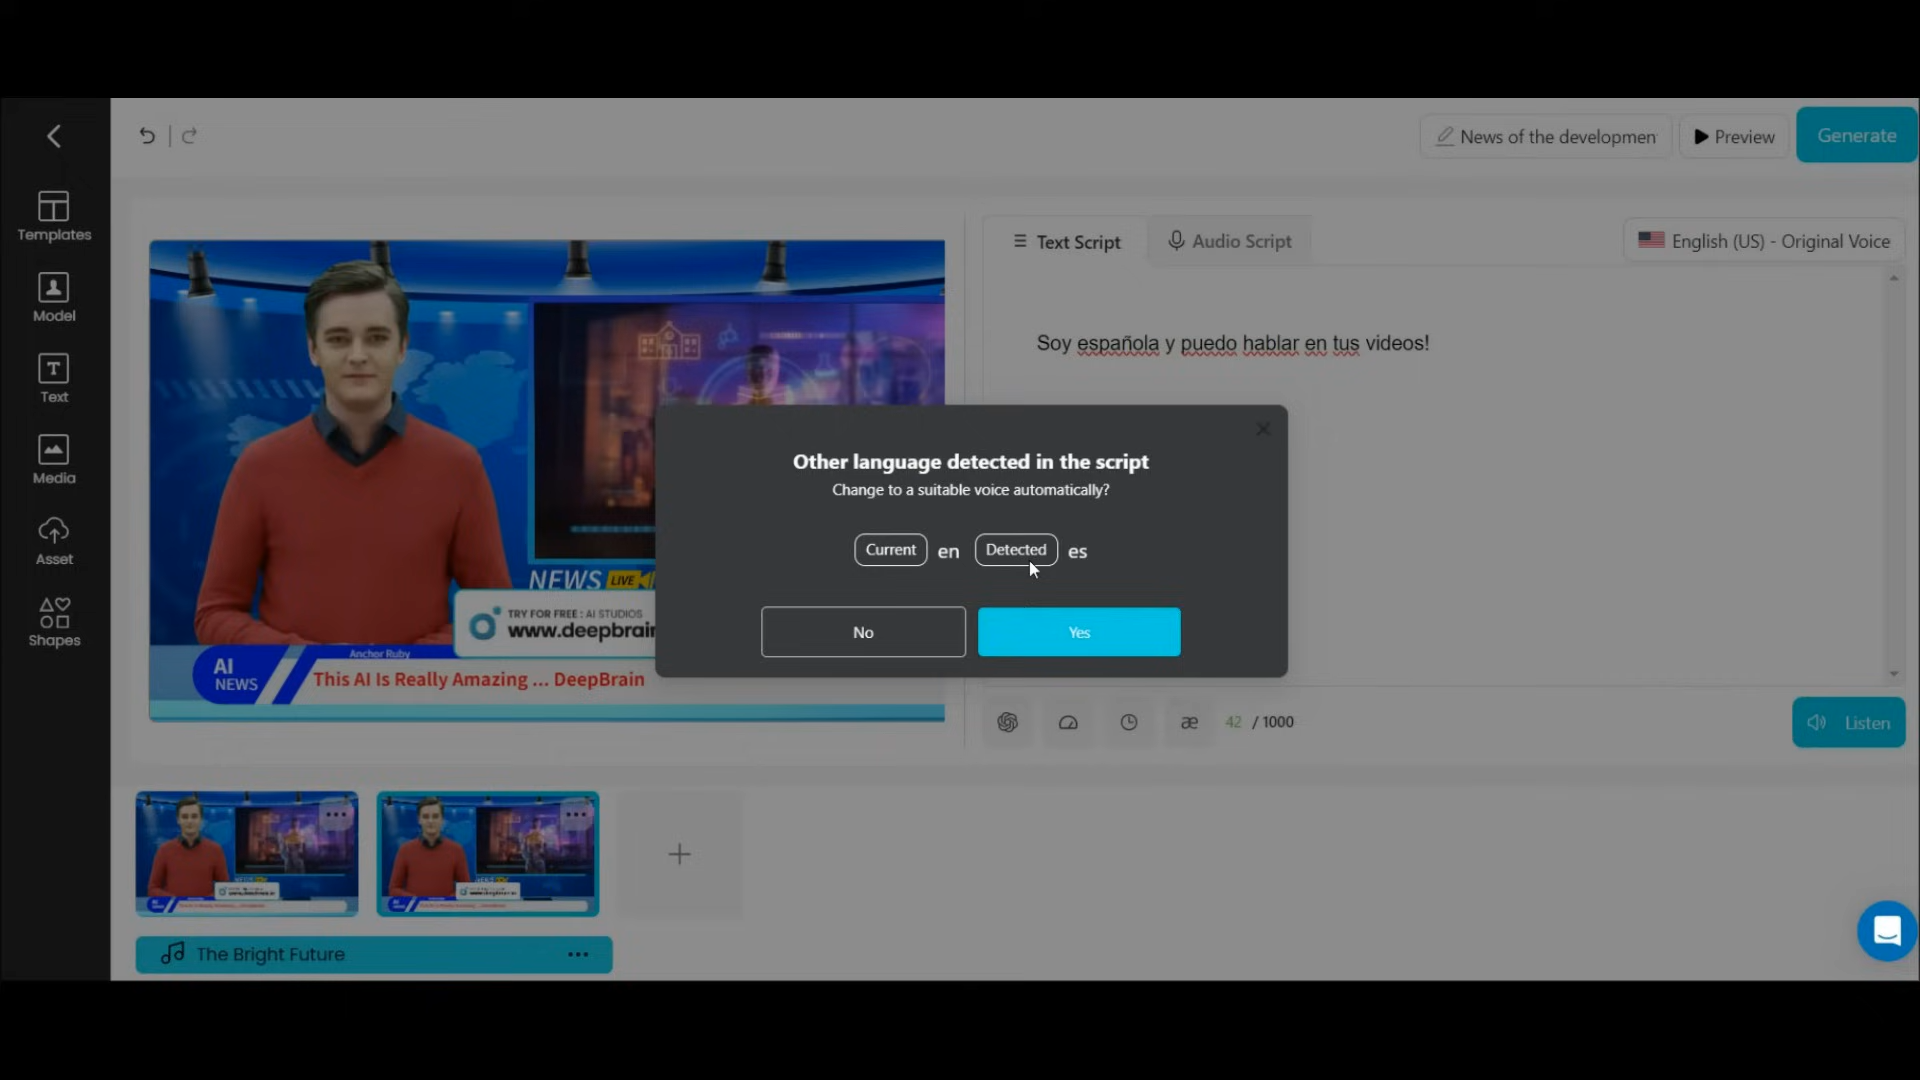 News of the developmen
Preview
Generate
Templates
Model
Text
Media
Asset
Shapes
Text Script
Audio Script
English (US) - Original Voice
Soy española y puedo hablar en tus videos!
Other language detected in the script
Change to a suitable voice automatically?
Current en Detected es
No
Yes
NEWS LIVE
TRY FOR FREE : AI STUDIOS
www.deepbrain
Anchor Ruby
AI
NEWS
This AI Is Really Amazing ... DeepBrain
æ
42 / 1000
Listen
The Bright Future